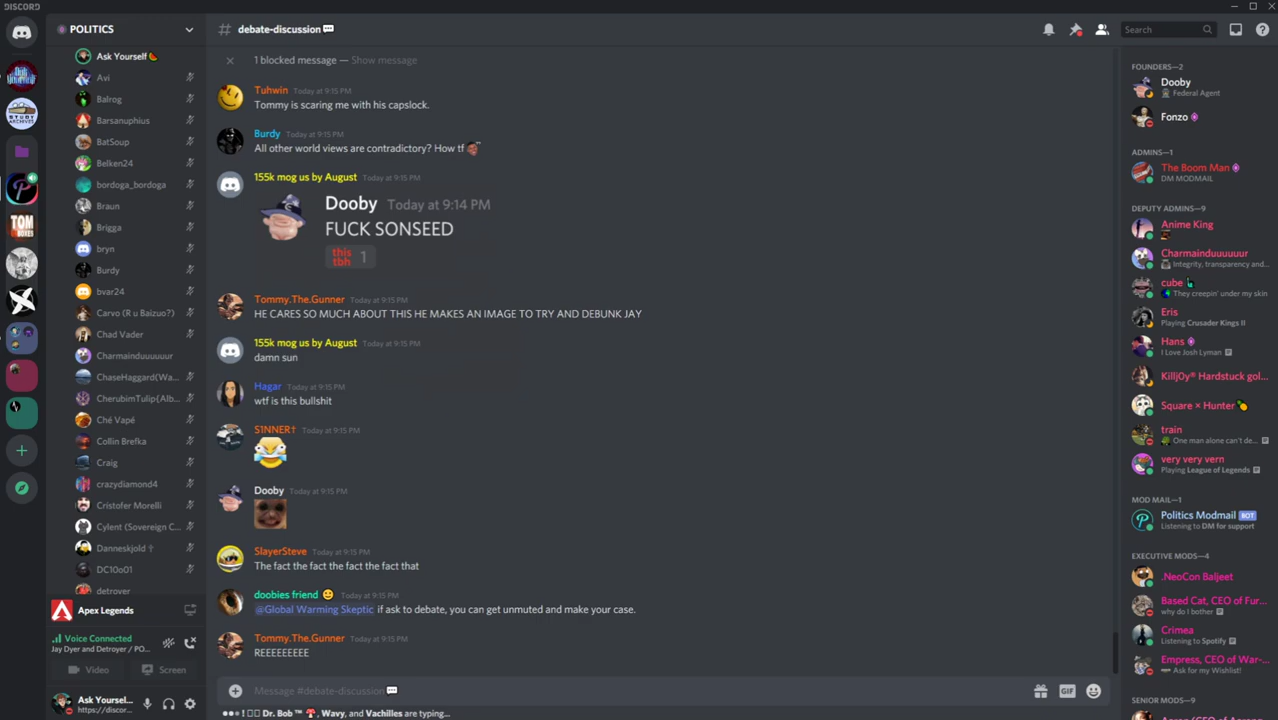 DISCORD
POLITICS
# debate-discussion
Search
Ask Yourself
Avi
Balrog
Barsanuphius
BatSoup
Belken24
bordoga_bordoga
Braun
Brigga
bryn
Burdy
bvar24
Carvo (R u Baizuo?)
Chad Vader
Charmainduuuuuur
ChaseHaggard(Wa...
CherubimTulip{Alb...
Ché Vapé
Collin Brefka
Craig
crazydiamond4
Cristofer Morelli
Cylent (Sovereign C...
Danneskjold †
DC10o01
detrover
Apex Legends
Voice Connected
Jay Dyer and Detroyer / PO...
Video
Screen
Ask Yoursel...
https://discor...
STUDY
ARCHIVES
TOM
BOXES
1 blocked message — Show message
Tuhwin Today at 9:15 PM
Tommy is scaring me with his capslock.
Burdy Today at 9:15 PM
All other world views are contradictory? How tf
155k mog us by August Today at 9:15 PM
Dooby Today at 9:14 PM
FUCK SONSEED
this
tbh 1
Tommy.The.Gunner Today at 9:15 PM
HE CARES SO MUCH ABOUT THIS HE MAKES AN IMAGE TO TRY AND DEBUNK JAY
155k mog us by August Today at 9:15 PM
damn sun
Hagar Today at 9:15 PM
wtf is this bullshit
S1NNER† Today at 9:15 PM
Dooby Today at 9:15 PM
SlayerSteve Today at 9:15 PM
The fact the fact the fact the fact that
doobies friend Today at 9:15 PM
@Global Warming Skeptic if ask to debate, you can get unmuted and make your case.
Tommy.The.Gunner Today at 9:15 PM
REEEEEEEEE
Message #debate-discussion
GIF
Dr. Bob ™, Wavy, and Vachilles are typing...
FOUNDERS—2
Dooby
Federal Agent
Fonzo
ADMINS—1
The Boom Man
DM MODMAIL
DEPUTY ADMINS—9
Anime King
Charmainduuuuuur
Integrity, transparency and...
cube
They creepin' under my skin
Eris
Playing Crusader Kings II
Hans
I Love Josh Lyman
Killj0y® Hardstuck gol...
Square × Hunter
train
One man alone can't de...
very very vern
Playing League of Legends
MOD MAIL—1
Politics Modmail BOT
Listening to DM for support
EXECUTIVE MODS—4
.NeoCon Baljeet
Based Cat, CEO of Fur...
why do I bother
Crimea
Listening to Spotify
Empress, CEO of War-...
Ask for my Wishlist!
SENIOR MODS—9